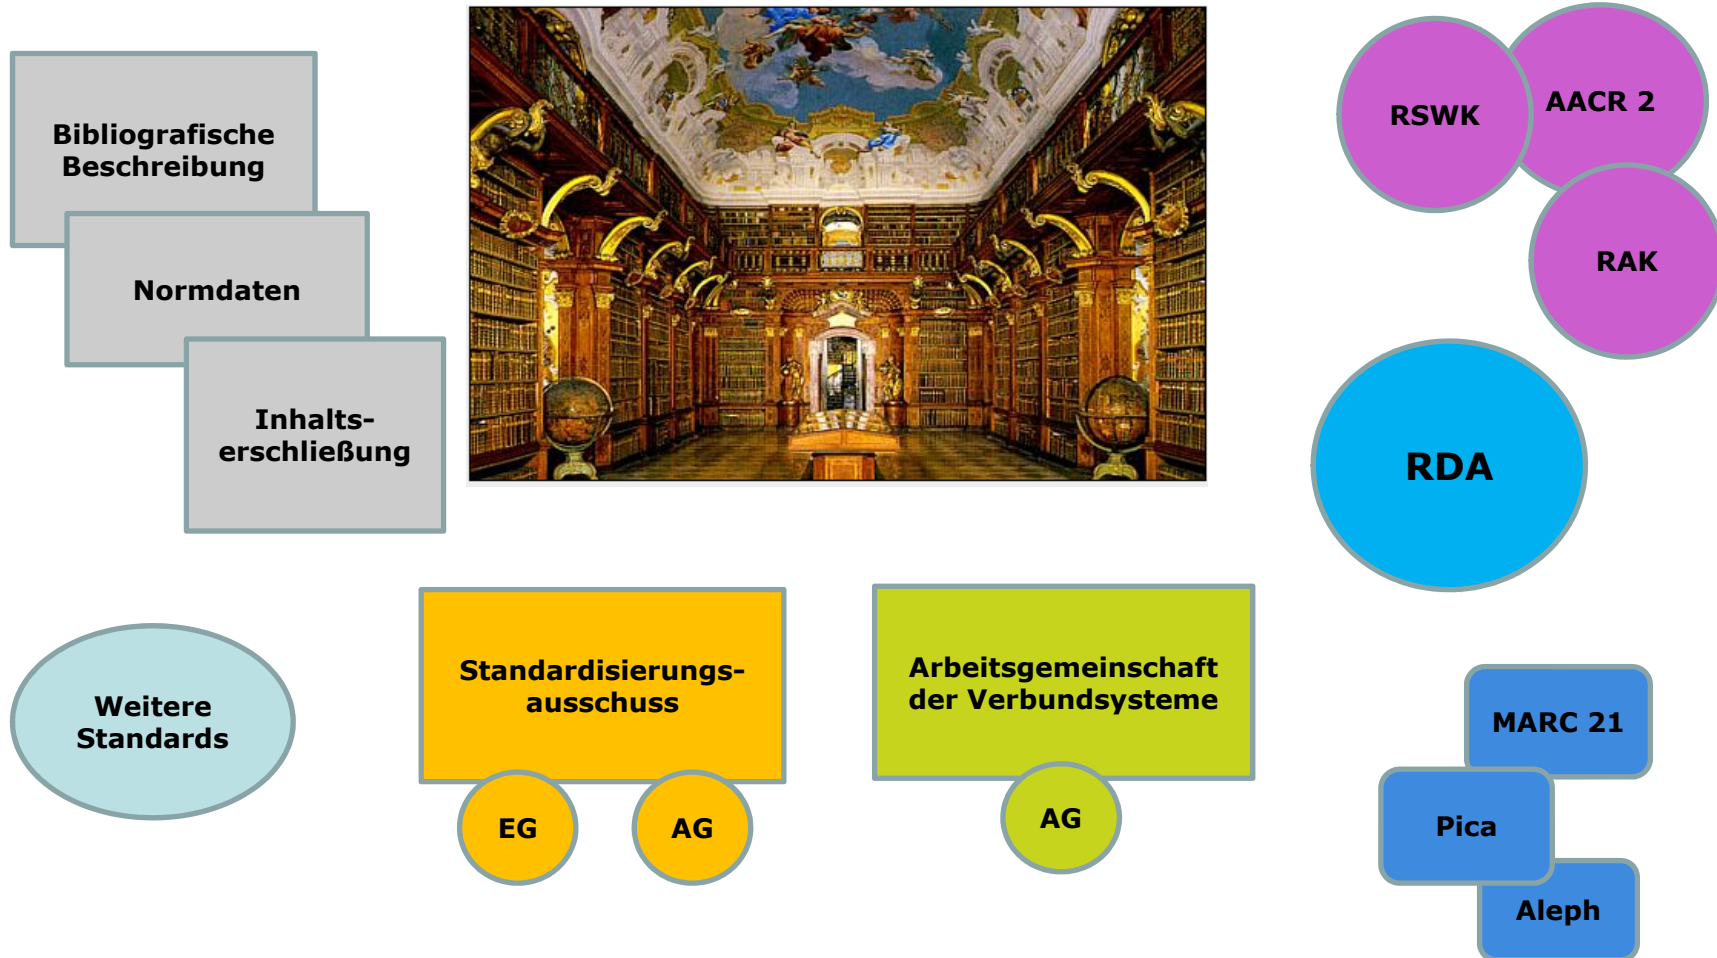 Bibliografische
Beschreibung
Normdaten
Inhalts-
erschließung
RSWK
AACR 2
RAK
RDA
Weitere
Standards
Standardisierungs-
ausschuss
EG
AG
Arbeitsgemeinschaft
der Verbundsysteme
AG
MARC 21
Pica
Aleph